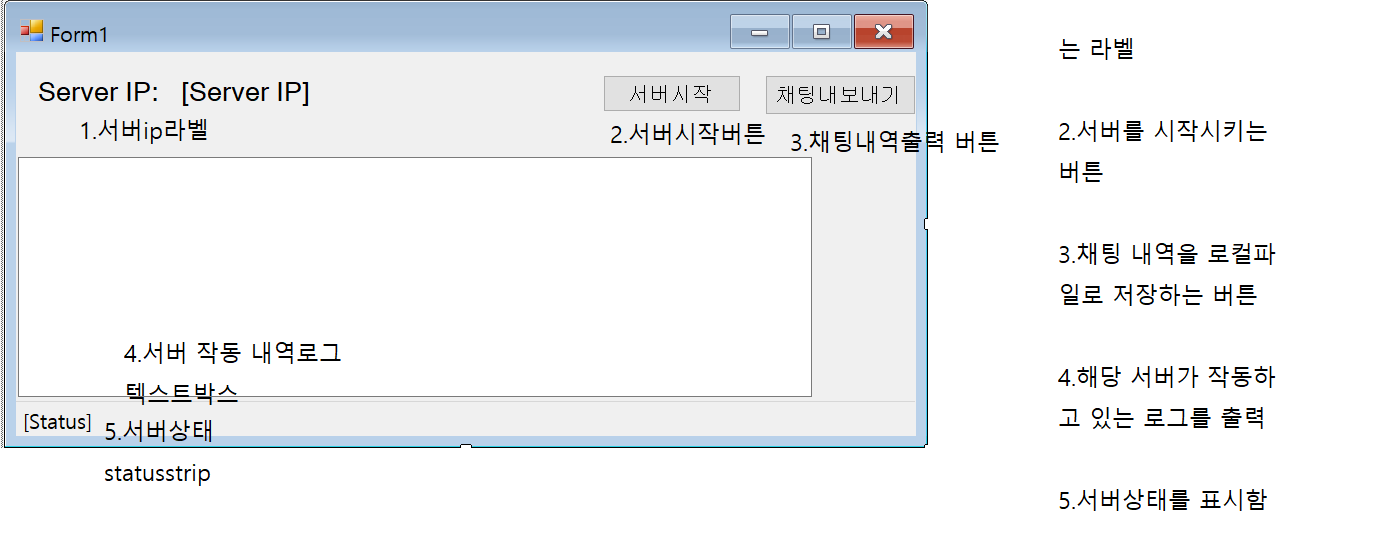 Form1
Server IP: [Server IP]
서버시작
채팅내보내기
1.서버ip라벨
2.서버시작버튼
3.채팅내역출력 버튼
4.서버 작동 내역로그
텍스트박스
[Status]
5.서버상태
statusstrip
는 라벨
2.서버를 시작시키는
버튼
3.채팅 내역을 로컬파
일로 저장하는 버튼
4.해당 서버가 작동하
고 있는 로그를 출력
5.서버상태를 표시함